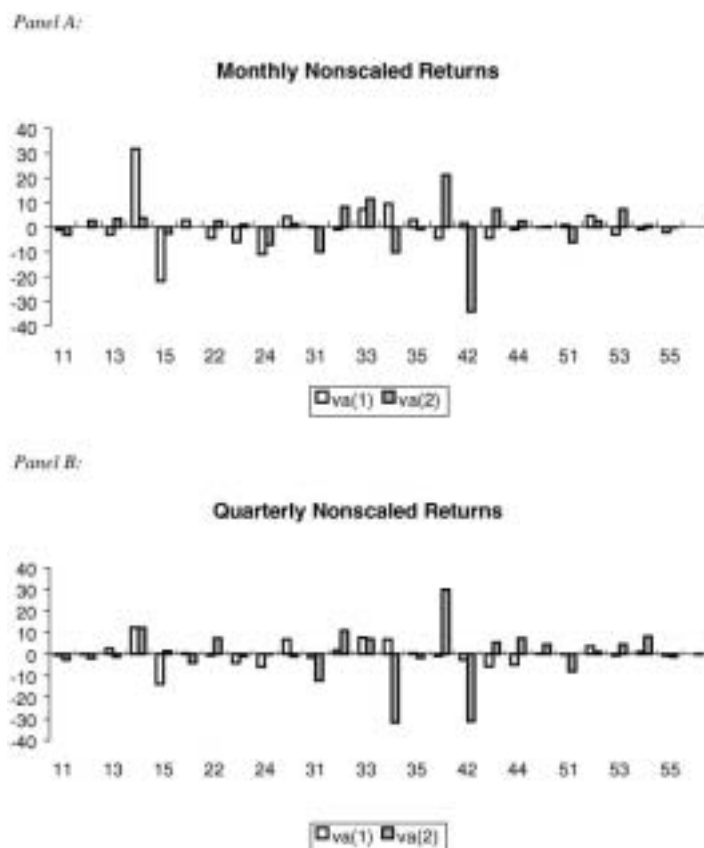 Panel A:
Monthly Nonscaled Returns
40
30
20
10
0
-10
-20
-30
-40
11 13 15 22 24 31 33 35 42 44 51 53 55
va(1) va(2)
Panel B:
Quarterly Nonscaled Returns
40
30
20
10
0
-10
-20
-30
-40
11 13 15 22 24 31 33 35 42 44 51 53 55
va(1) va(2)